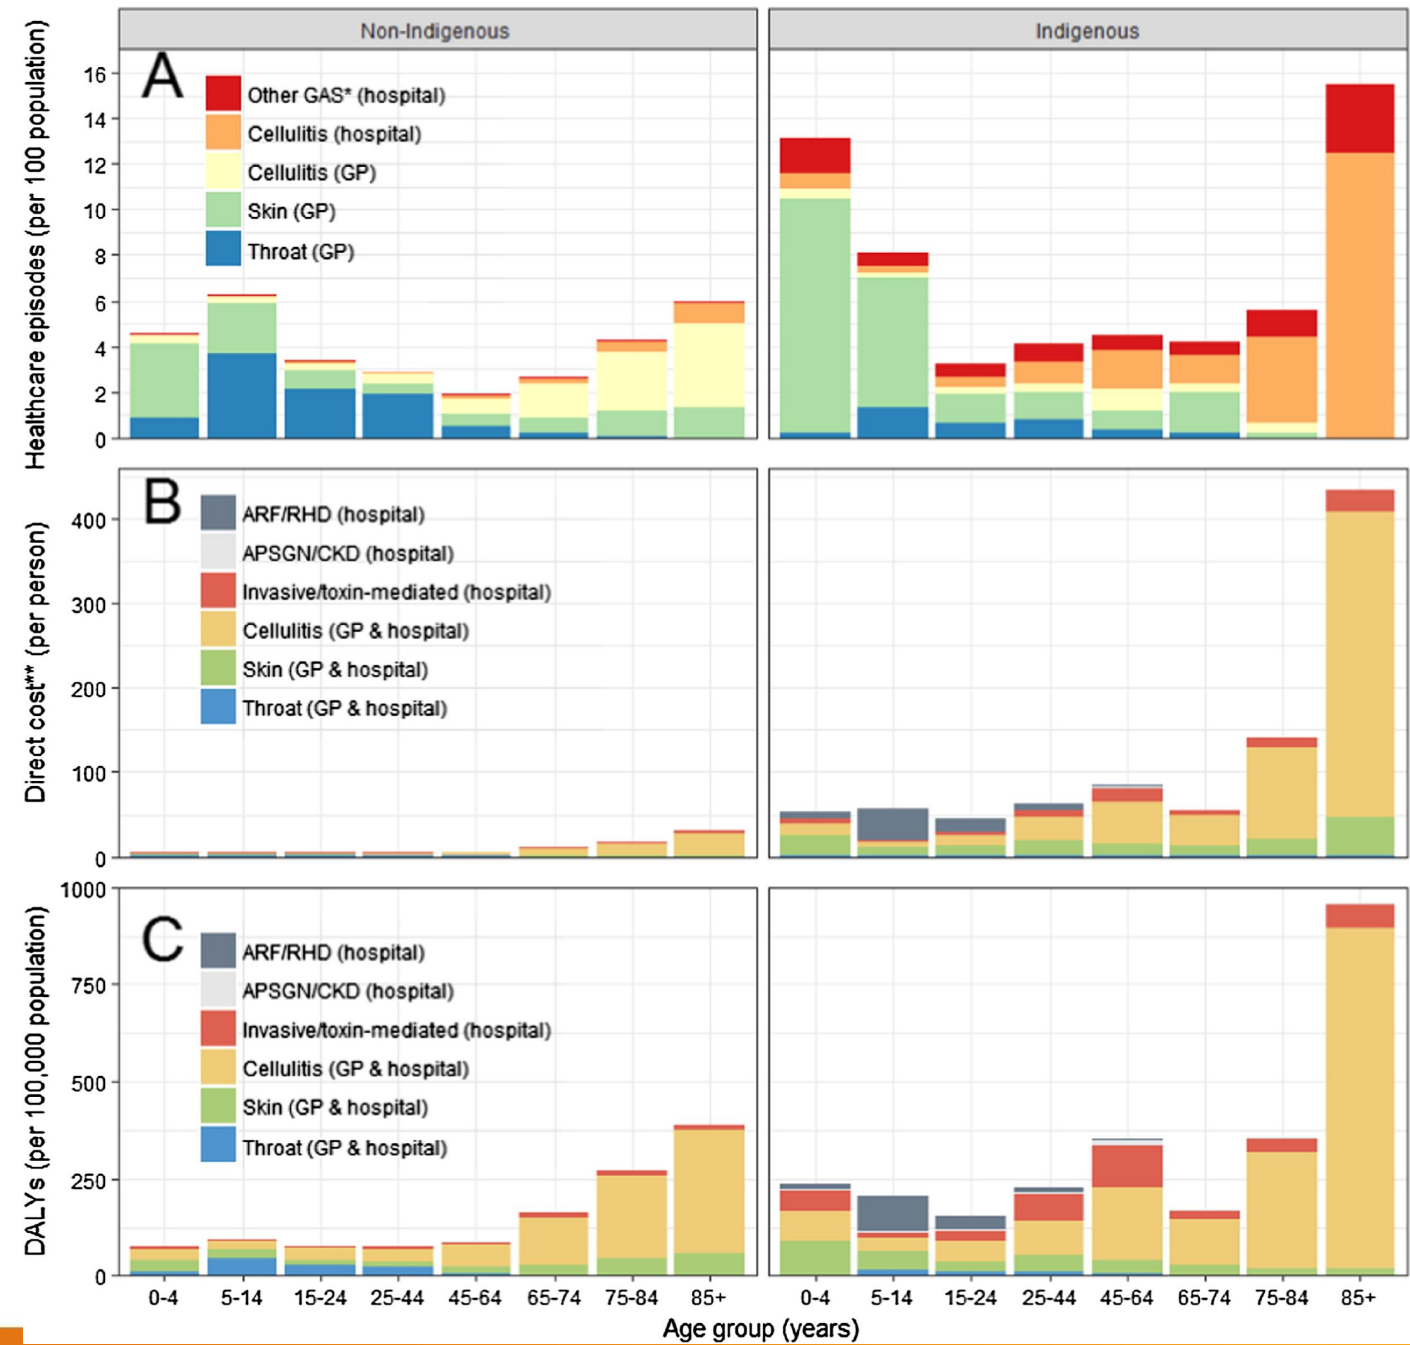 Non-Indigenous
Indigenous
A
Healthcare episodes (per 100 population)
16
14
12
10
8
6
4
2
0
Other GAS* (hospital)
Cellulitis (hospital)
Cellulitis (GP)
Skin (GP)
Throat (GP)
B
Direct cost** (per person)
400
300
200
100
0
ARF/RHD (hospital)
APSGN/CKD (hospital)
Invasive/toxin-mediated (hospital)
Cellulitis (GP & hospital)
Skin (GP & hospital)
Throat (GP & hospital)
C
DALYs (per 100,000 population)
1000
750
500
250
0
ARF/RHD (hospital)
APSGN/CKD (hospital)
Invasive/toxin-mediated (hospital)
Cellulitis (GP & hospital)
Skin (GP & hospital)
Throat (GP & hospital)
0-4 5-14 15-24 25-44 45-64 65-74 75-84 85+
0-4 5-14 15-24 25-44 45-64 65-74 75-84 85+
Age group (years)